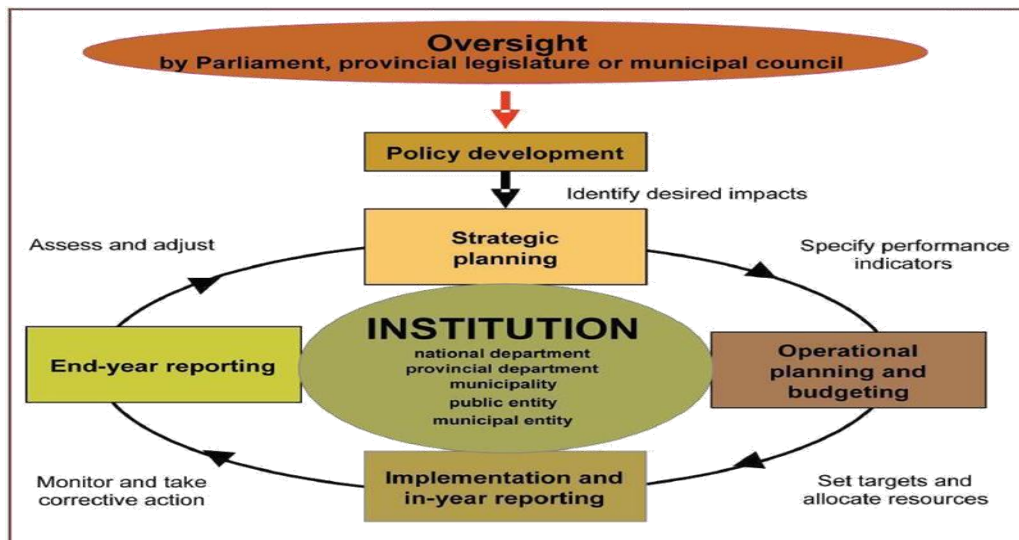 Oversight
by Parliament, provincial legislature or municipal council
Policy development
Identify desired impacts
Strategic
planning
Assess and adjust
Specify performance
indicators
INSTITUTION
national department
provincial department
municipality
public entity
municipal entity
End-year reporting
Operational
planning and
budgeting
Implementation and
in-year reporting
Monitor and take
corrective action
Set targets and
allocate resources